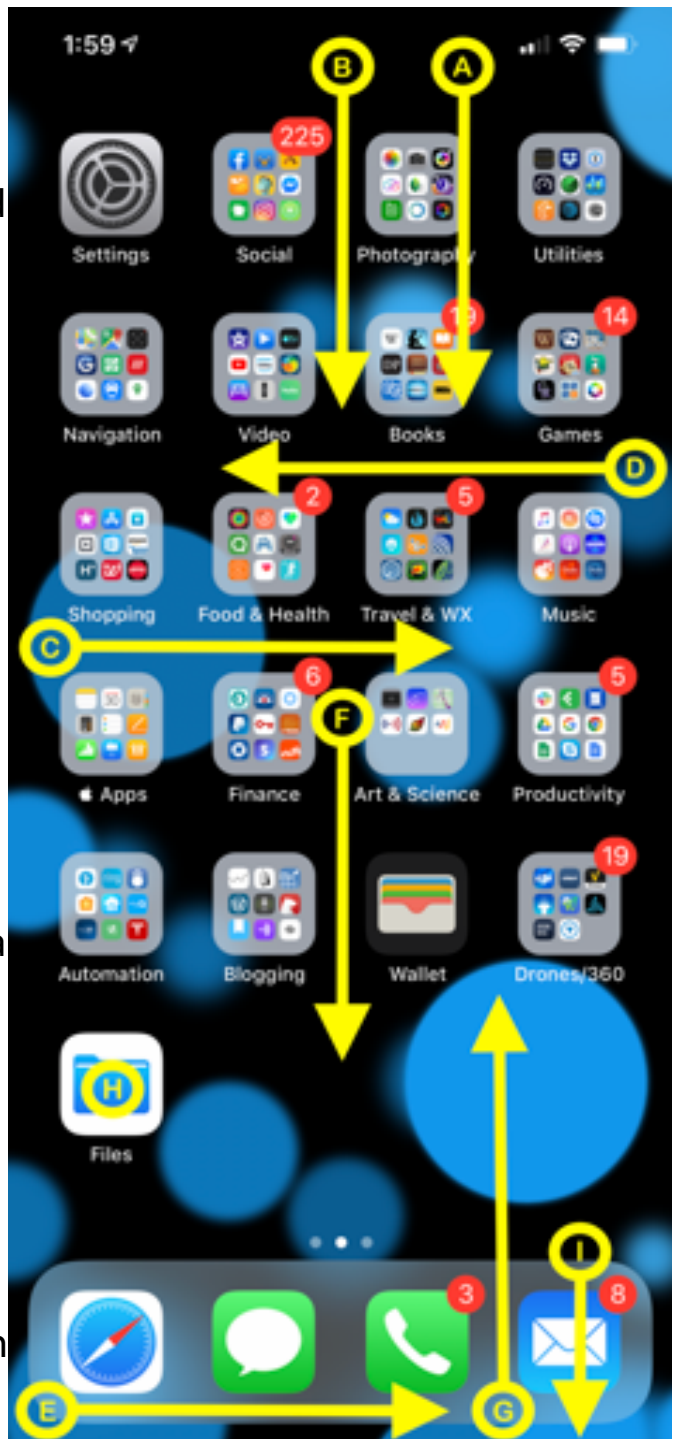 1:59
B A
225
Settings Social Photography Utilities
19 14
Navigation Video Books Games
D
2 5
Shopping Food & Health Travel & WX Music
C
6 F 5
Apps Finance Art & Science Productivity
19
a
Automation Blogging Wallet Drones/360
H
Files
I
3 8
n
E G